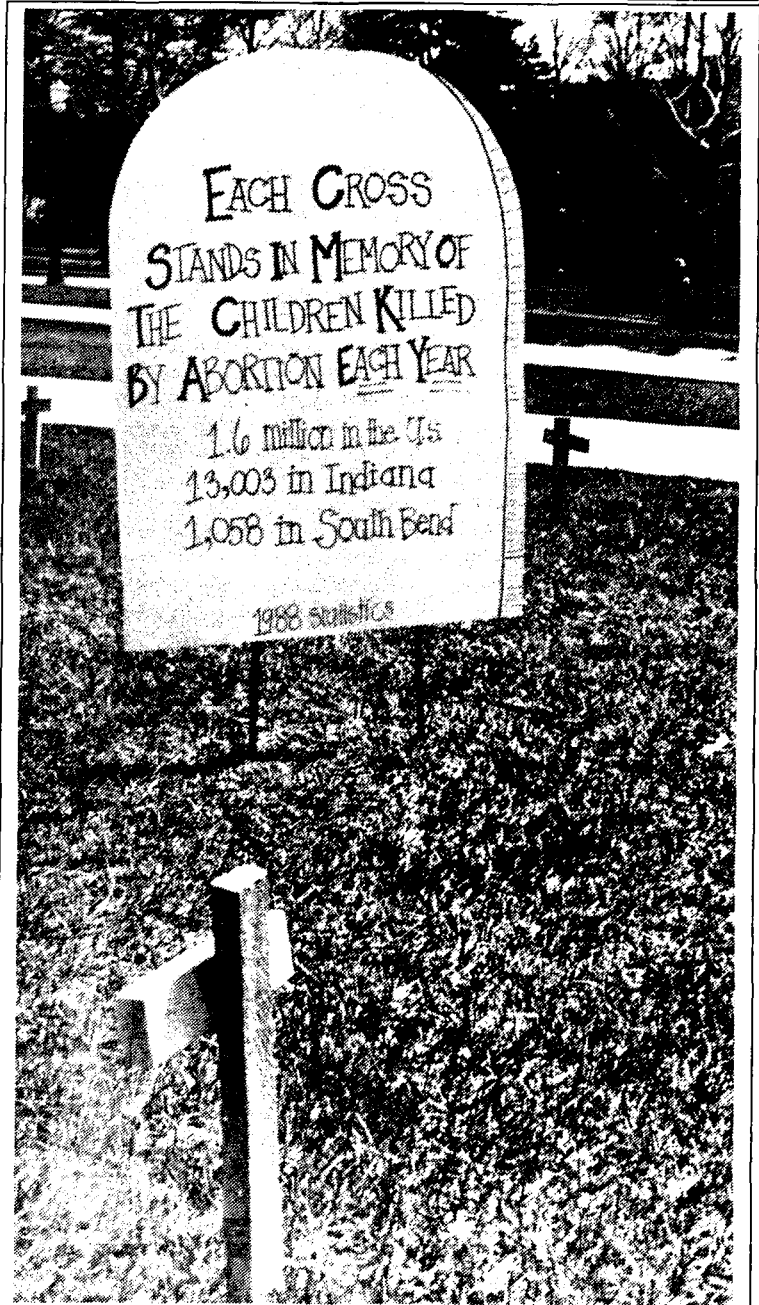 EACH CROSS
STANDS IN MEMORY OF
THE CHILDREN KILLED
BY ABORTION EACH YEAR
1.6 million in the US
13,003 in Indiana
1,058 in South Bend
1988 statistics